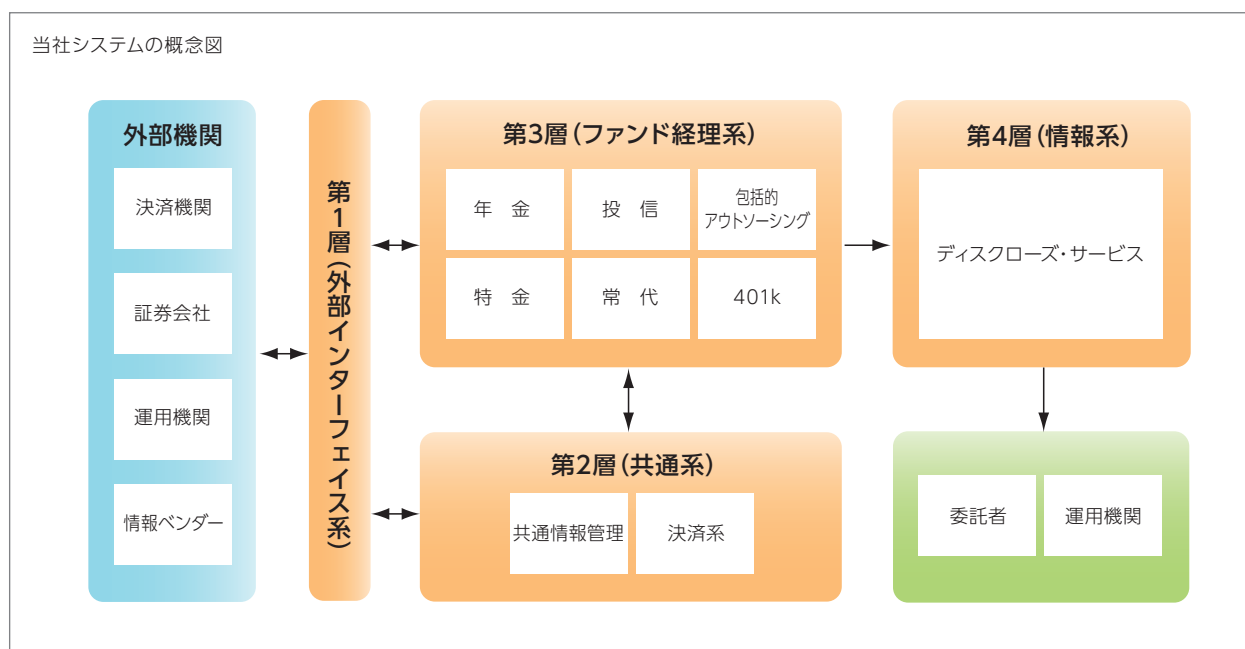 当社システムの概念図
外部機関
決済機関
証券会社
運用機関
情報ベンダー
第1層(外部インターフェイス系)
第3層(ファンド経理系)
年 金
投 信
包括的
アウトソーシング
特 金
常 代
401k
第2層(共通系)
共通情報管理
決済系
第4層(情報系)
ディスクローズ・サービス
委託者
運用機関